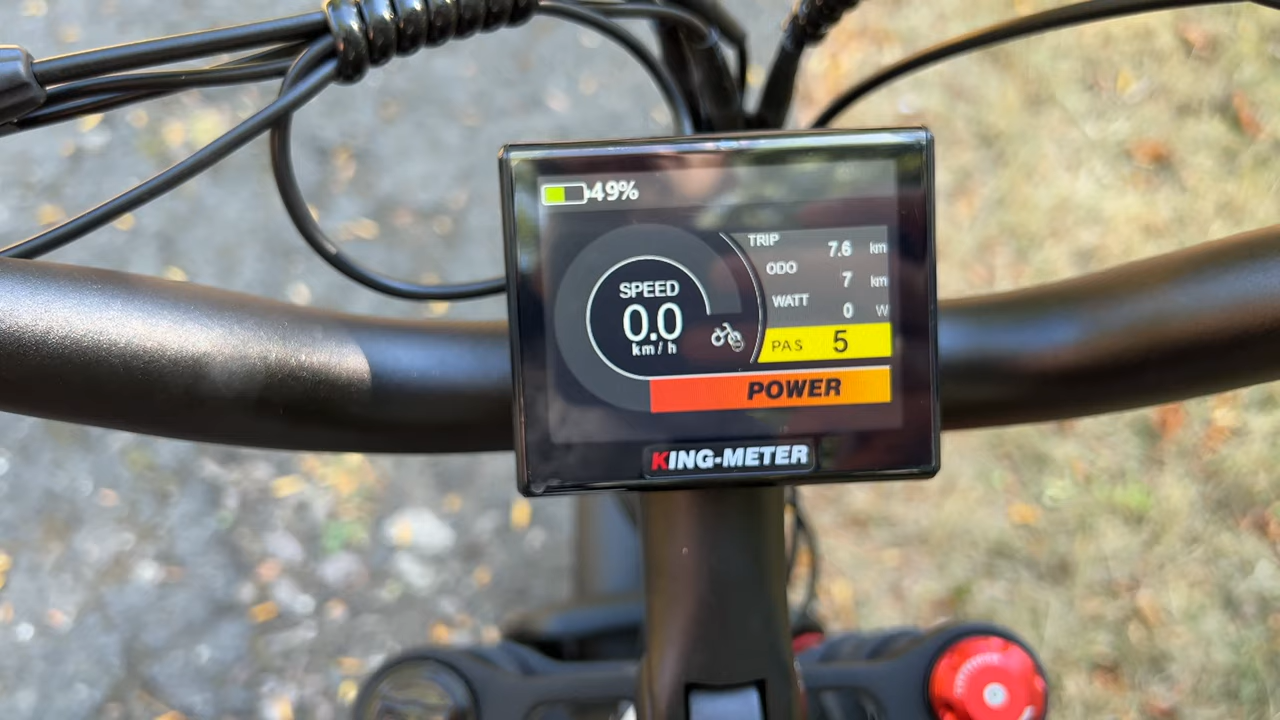 49%
SPEED
0.0
km/h
TRIP 7.6 km
ODO 7 km
WATT 0 W
PAS 5
POWER
KING-METER